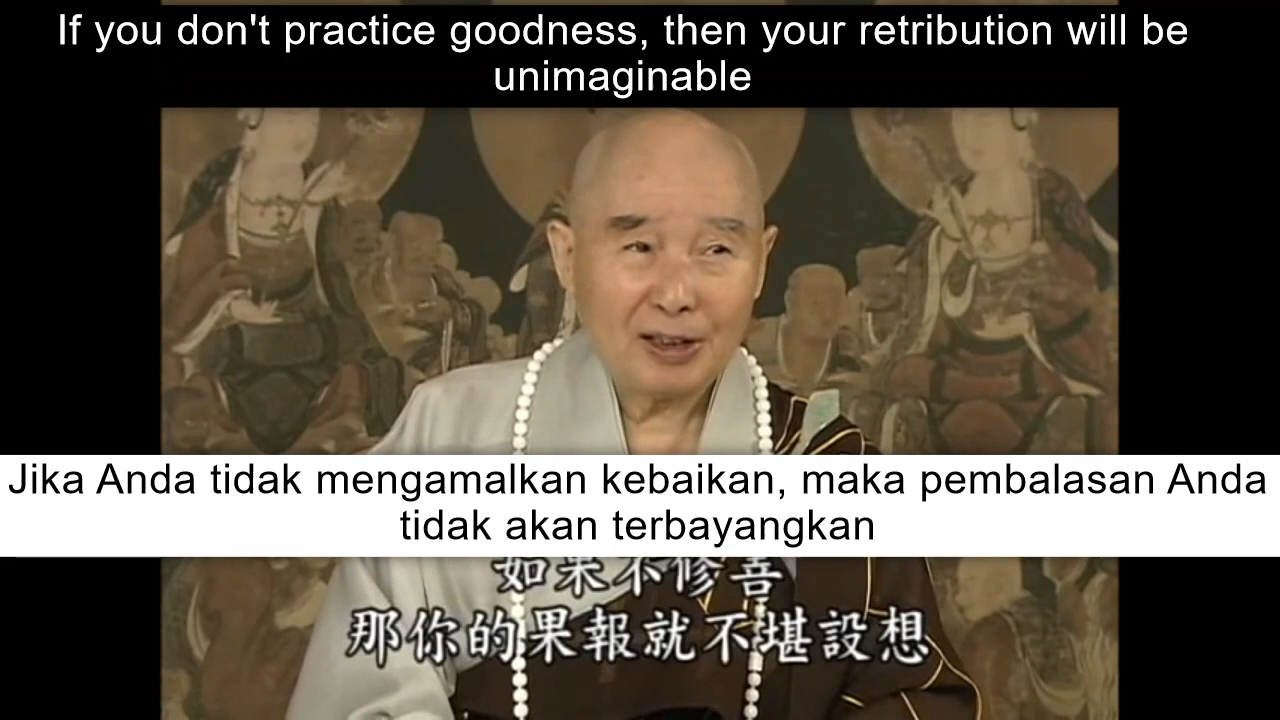 If you don't practice goodness, then your retribution will be
unimaginable
Jika Anda tidak mengamalkan kebaikan, maka pembalasan Anda
tidak akan terbayangkan
如果不修善
那你的果報就不堪設想